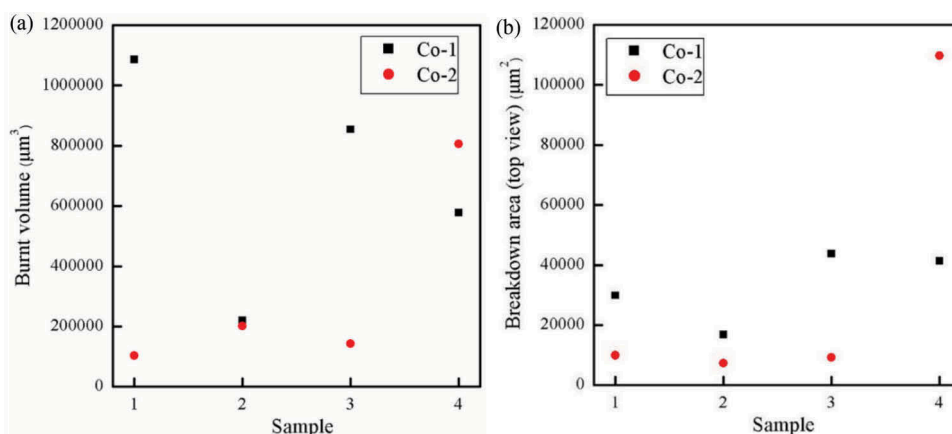 (a)
1200000
1000000
800000
600000
400000
200000
0
Burnt volume (μm³)
Co-1
Co-2
1 2 3 4
Sample
(b)
120000
100000
80000
60000
40000
20000
0
Breakdown area (top view) (μm²)
Co-1
Co-2
1 2 3 4
Sample